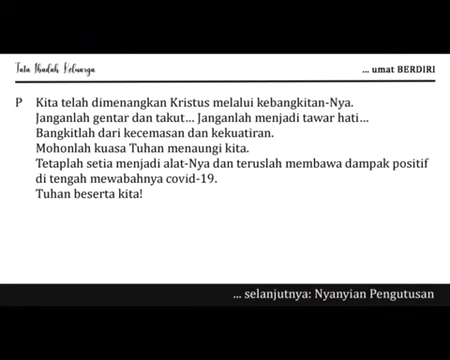 Tata Ibadah Keluarga
... umat BERDIRI
P Kita telah dimenangkan Kristus melalui kebangkitan-Nya.
Janganlah gentar dan takut... Janganlah menjadi tawar hati...
Bangkitlah dari kecemasan dan kekuatiran.
Mohonlah kuasa Tuhan menaungi kita.
Tetaplah setia menjadi alat-Nya dan teruslah membawa dampak positif
di tengah mewabahnya covid-19.
Tuhan beserta kita!
... selanjutnya: Nyanyian Pengutusan